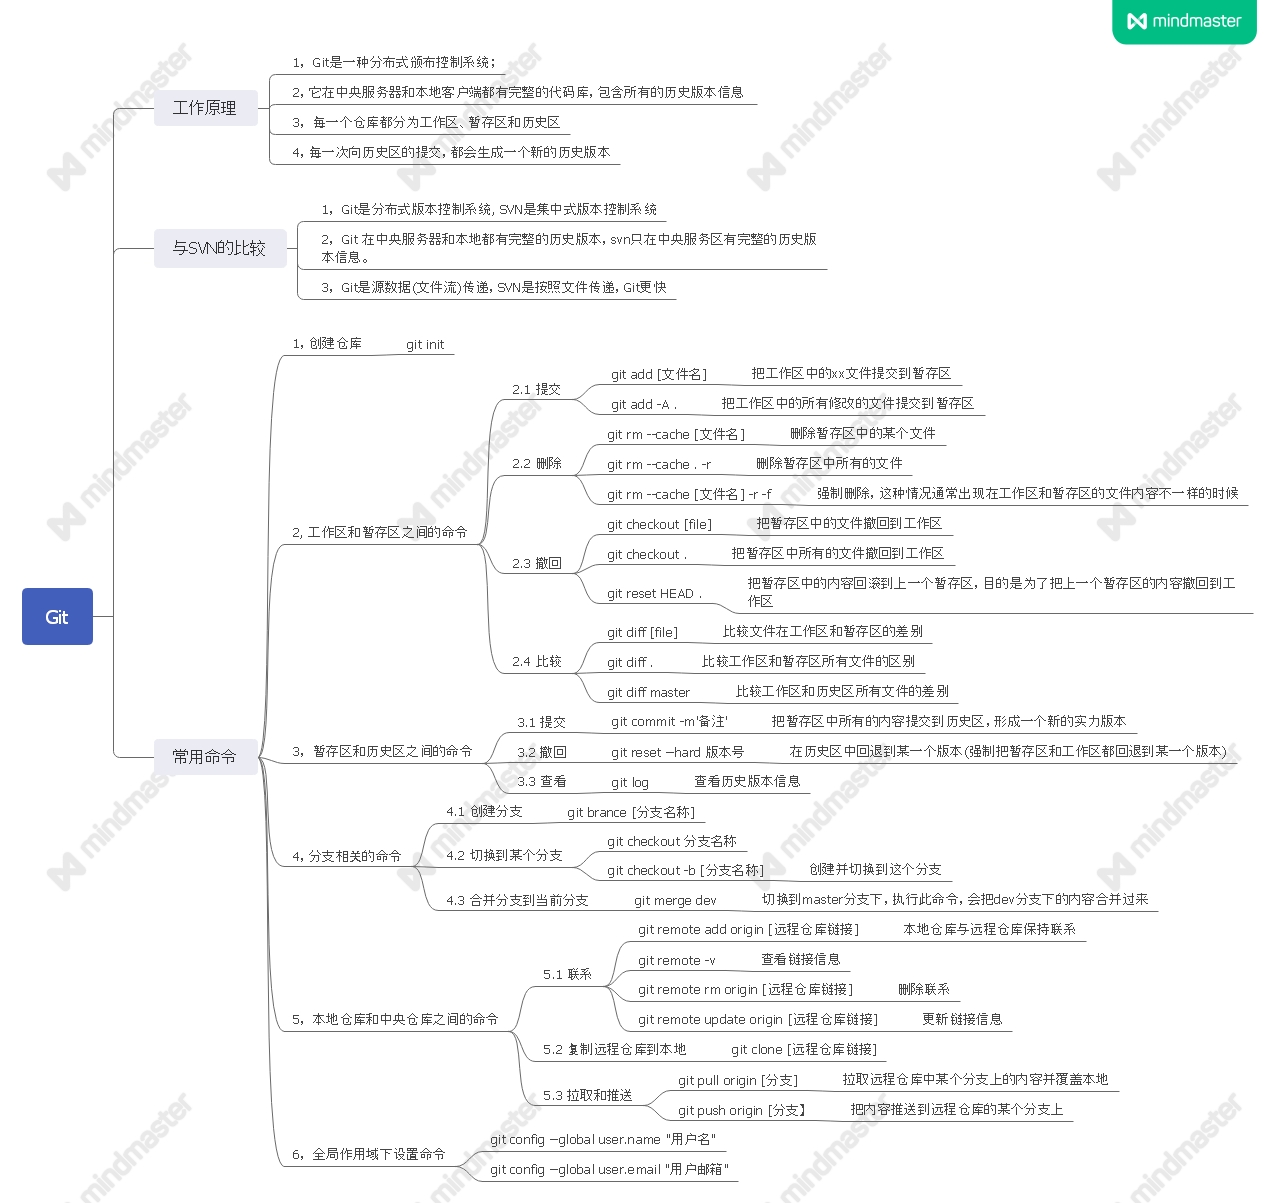 mindmaster
1，Git是一种分布式颁布控制系统；
2，它在中央服务器和本地客户端都有完整的代码库，包含所有的历史版本信息
工作原理
3，每一个仓库都分为工作区、暂存区和历史区
4，每一次向历史区的提交，都会生成一个新的历史版本
1，Git是分布式版本控制系统, SVN是集中式版本控制系统
与SVN的比较
2，Git 在中央服务器和本地都有完整的历史版本，svn只在中央服务区有完整的历史版
本信息。
3，Git是源数据(文件流)传递，SVN是按照文件传递，Git更快
1，创建仓库 git init
2.1 提交
git add [文件名] 把工作区中的xx文件提交到暂存区
git add -A . 把工作区中的所有修改的文件提交到暂存区
2.2 删除
git rm --cache [文件名] 删除暂存区中的某个文件
git rm --cache . -r 删除暂存区中所有的文件
git rm --cache [文件名] -r -f 强制删除，这种情况通常出现在工作区和暂存区的文件内容不一样的时候
2, 工作区和暂存区之间的命令
2.3 撤回
git checkout [file] 把暂存区中的文件撤回到工作区
git checkout . 把暂存区中所有的文件撤回到工作区
git reset HEAD . 把暂存区中的内容回滚到上一个暂存区，目的是为了把上一个暂存区的内容撤回到工
作区
Git
2.4 比较
git diff [file] 比较文件在工作区和暂存区的差别
git diff . 比较工作区和暂存区所有文件的区别
git diff master 比较工作区和历史区所有文件的差别
常用命令
3，暂存区和历史区之间的命令
3.1 提交 git commit -m'备注' 把暂存区中所有的内容提交到历史区，形成一个新的实力版本
3.2 撤回 git reset —hard 版本号 在历史区中回退到某一个版本(强制把暂存区和工作区都回退到某一个版本)
3.3 查看 git log 查看历史版本信息
4，分支相关的命令
4.1 创建分支 git brance [分支名称]
4.2 切换到某个分支
git checkout 分支名称
git checkout -b [分支名称] 创建并切换到这个分支
4.3 合并分支到当前分支 git merge dev 切换到master分支下，执行此命令，会把dev分支下的内容合并过来
5，本地仓库和中央仓库之间的命令
5.1 联系
git remote add origin [远程仓库链接] 本地仓库与远程仓库保持联系
git remote -v 查看链接信息
git remote rm origin [远程仓库链接] 删除联系
git remote update origin [远程仓库链接] 更新链接信息
5.2 复制远程仓库到本地 git clone [远程仓库链接]
5.3 拉取和推送
git pull origin [分支] 拉取远程仓库中某个分支上的内容并覆盖本地
git push origin [分支】 把内容推送到远程仓库的某个分支上
6，全局作用域下设置命令
git config —global user.name "用户名"
git config —global user.email "用户邮箱"